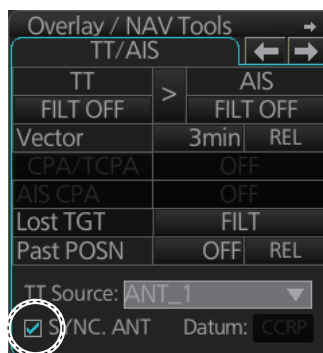 Overlay / NAV Tools →
TT/AIS ← →
TT > AIS
FILT OFF FILT OFF
Vector 3min REL
CPA/TCPA OFF
AIS CPA OFF
Lost TGT FILT
Past POSN OFF REL
TT Source: ANT_1
SYNC. ANT Datum: CCRP